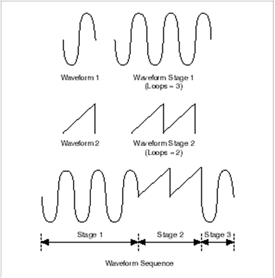 Waveform 1
Waveform Stage 1
(Loops = 3)
Waveform 2
Waveform Stage 2
(Loops = 2)
Stage 1
Stage 2
Stage 3
Waveform Sequence